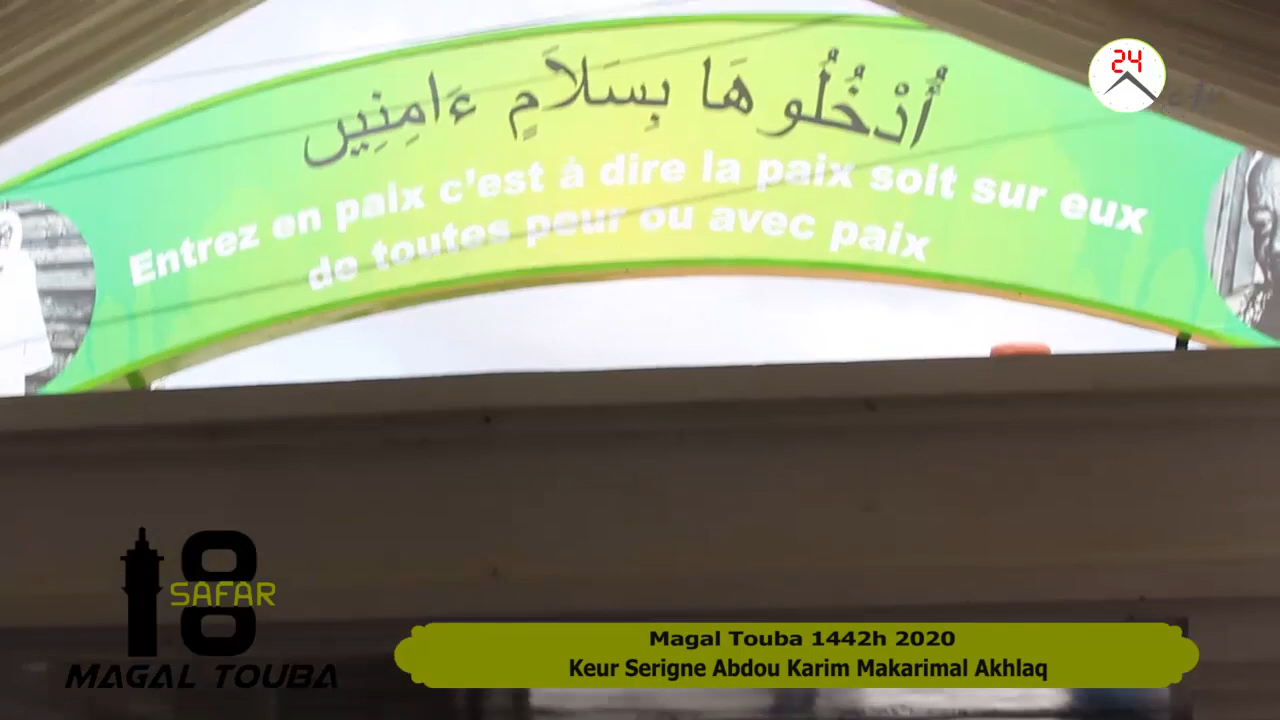 24
أُدْخُلُوهَا بِسَلَامٍ ءَامِنِين
Entrez en paix c'est à dire la paix soit sur eux
de toutes peur ou avec paix
18
SAFAR
MAGAL TOUBA
Magal Touba 1442h 2020
Keur Serigne Abdou Karim Makarimal Akhlaq